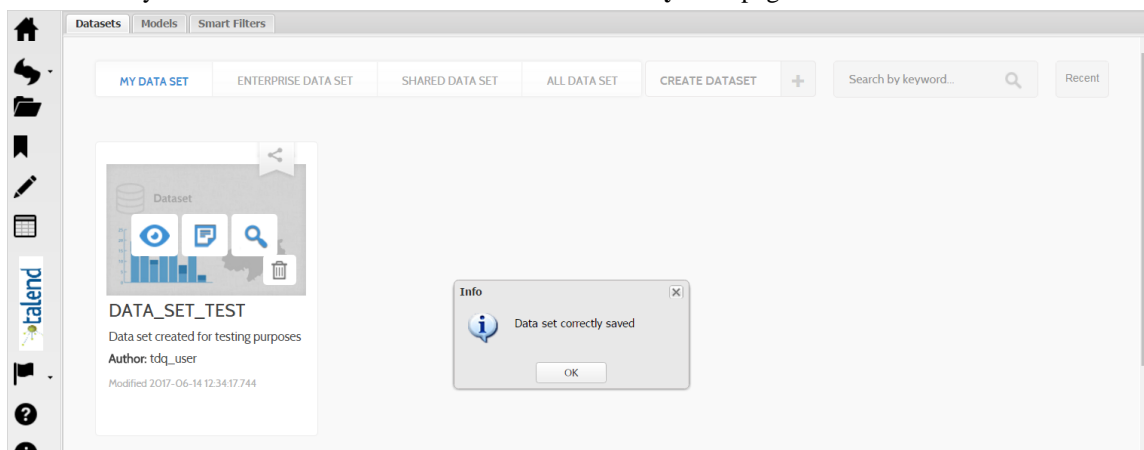 Datasets Models Smart Filters
MY DATA SET ENTERPRISE DATA SET SHARED DATA SET ALL DATA SET CREATE DATASET + Search by keyword... Recent
Dataset
talend
DATA_SET_TEST
Data set created for testing purposes
Author: tdq_user
Modified 2017-06-14 12:34:17.744
Info
Data set correctly saved
OK